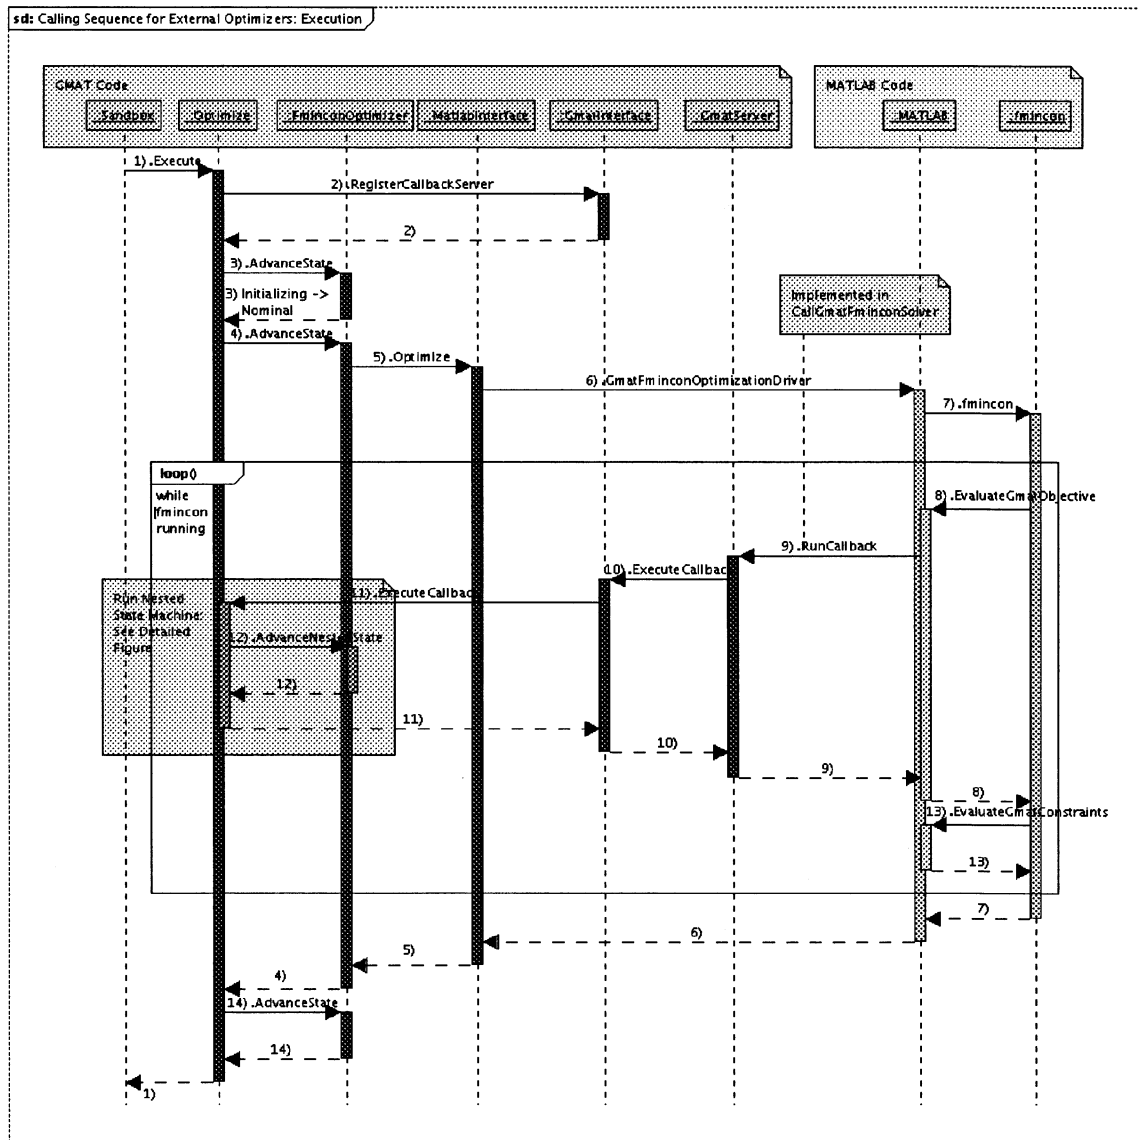 sd: Calling Sequence for External Optimizers: Execution
GMAT Code
MATLAB Code
:Sandbox
:Optimize
:FminconOptimizer
:MatlabInterface
:GmatInterface
:GmatServer
:MATLAB
:fmincon
1) .Execute
2) .RegisterCallbackServer
2)
3) .AdvanceState
3) Initializing ->
Nominal
Implemented in
CallGmatFminconSolver
4) .AdvanceState
5) .Optimize
6) .GmatFminconOptimizationDriver
7) .fmincon
loop()
while
fmincon
running
8) .EvaluateGmatObjective
9) .RunCallback
10) .ExecuteCallback
11) .ExecuteCallback
Run Nested
State Machine:
See Detailed
Figure
12) .AdvanceNestedState
12)
11)
10)
9)
8)
13) .EvaluateGmatConstraints
13)
7)
6)
5)
4)
14) .AdvanceState
14)
1)